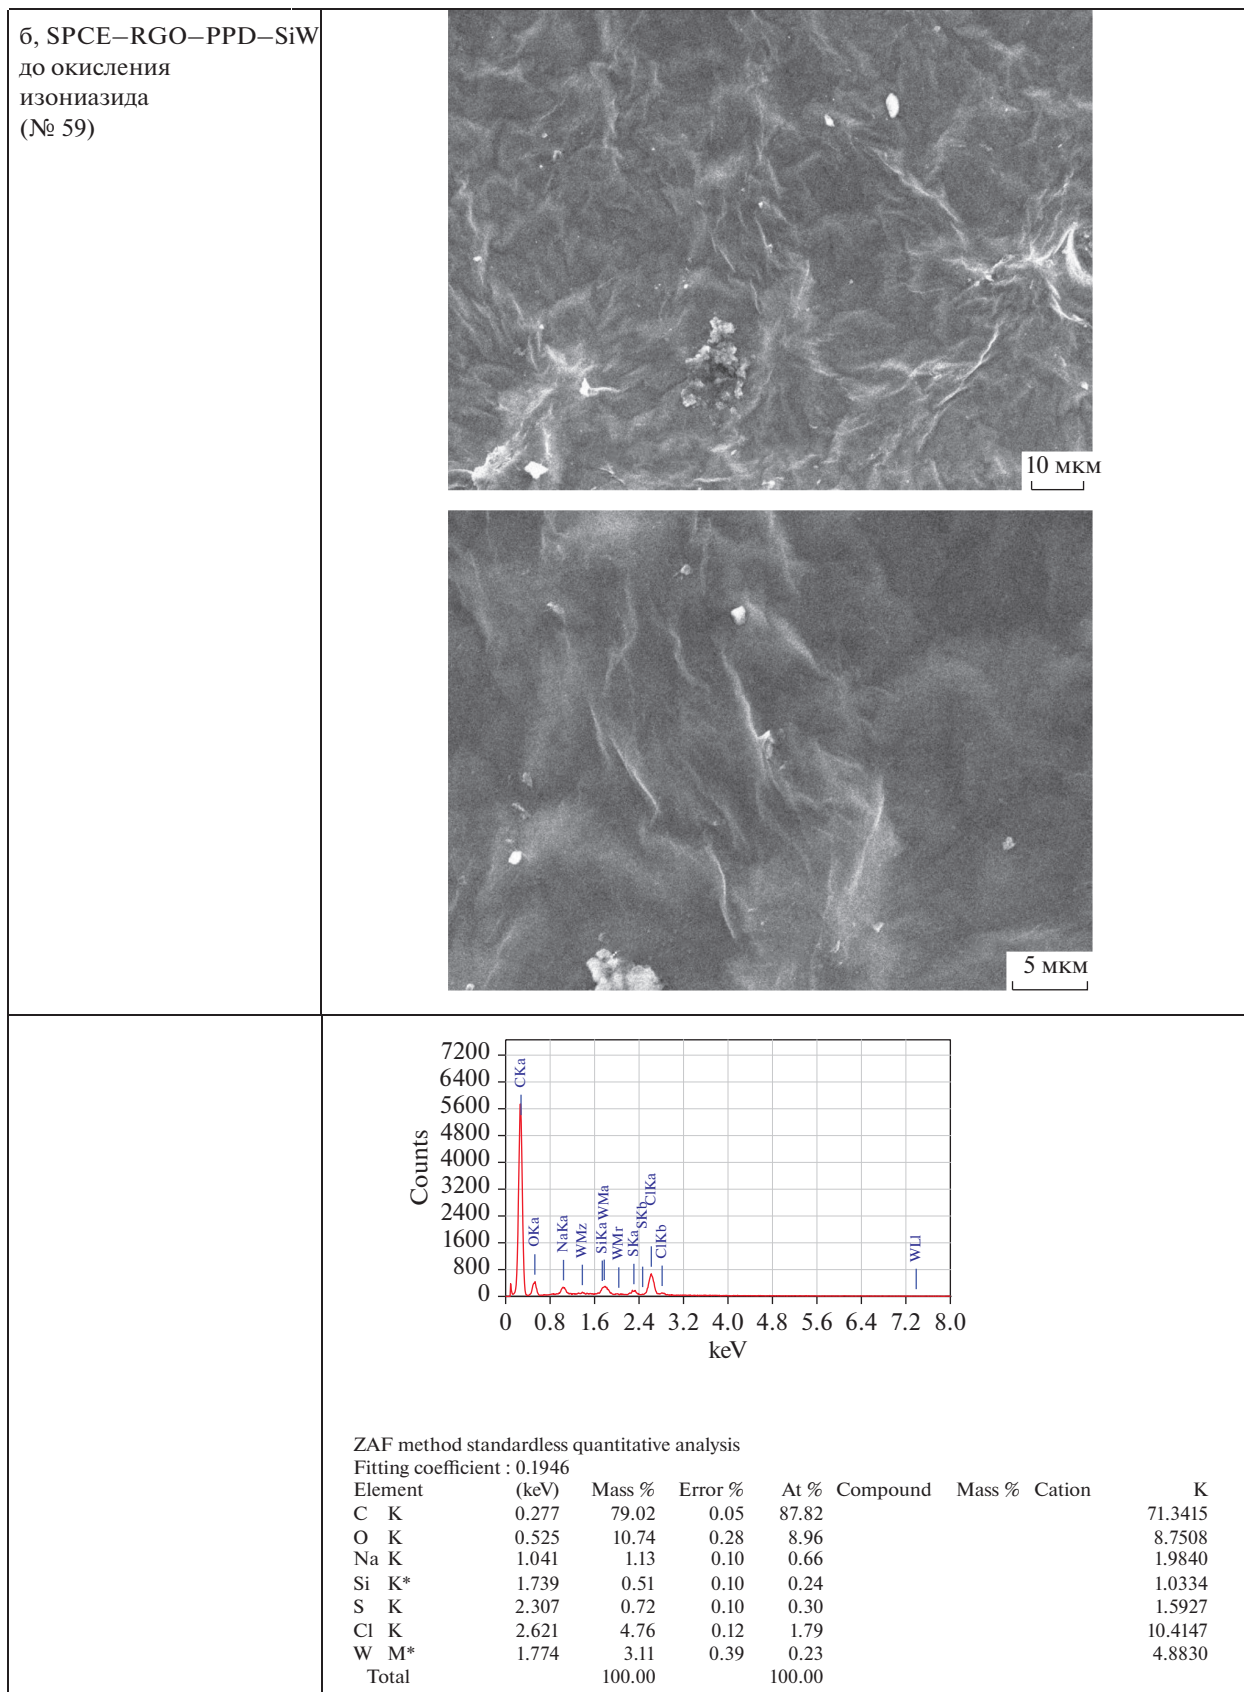 б, SPCE–RGO–PPD–SiW
до окисления
изониазида
(№ 59)
10 мкм
5 мкм
7200
6400
5600
4800
4000
3200
2400
1600
800
0
Counts
CKa
OKa
NaKa
WMz
SiKa
WMa
WMr
SKa
SKb
ClKa
ClKb
WLl
0 0.8 1.6 2.4 3.2 4.0 4.8 5.6 6.4 7.2 8.0
keV
ZAF method standardless quantitative analysis
Fitting coefficient : 0.1946
Element (keV) Mass % Error % At % Compound Mass % Cation K
C K 0.277 79.02 0.05 87.82 71.3415
O K 0.525 10.74 0.28 8.96 8.7508
Na K 1.041 1.13 0.10 0.66 1.9840
Si K* 1.739 0.51 0.10 0.24 1.0334
S K 2.307 0.72 0.10 0.30 1.5927
Cl K 2.621 4.76 0.12 1.79 10.4147
W M* 1.774 3.11 0.39 0.23 4.8830
Total 100.00 100.00